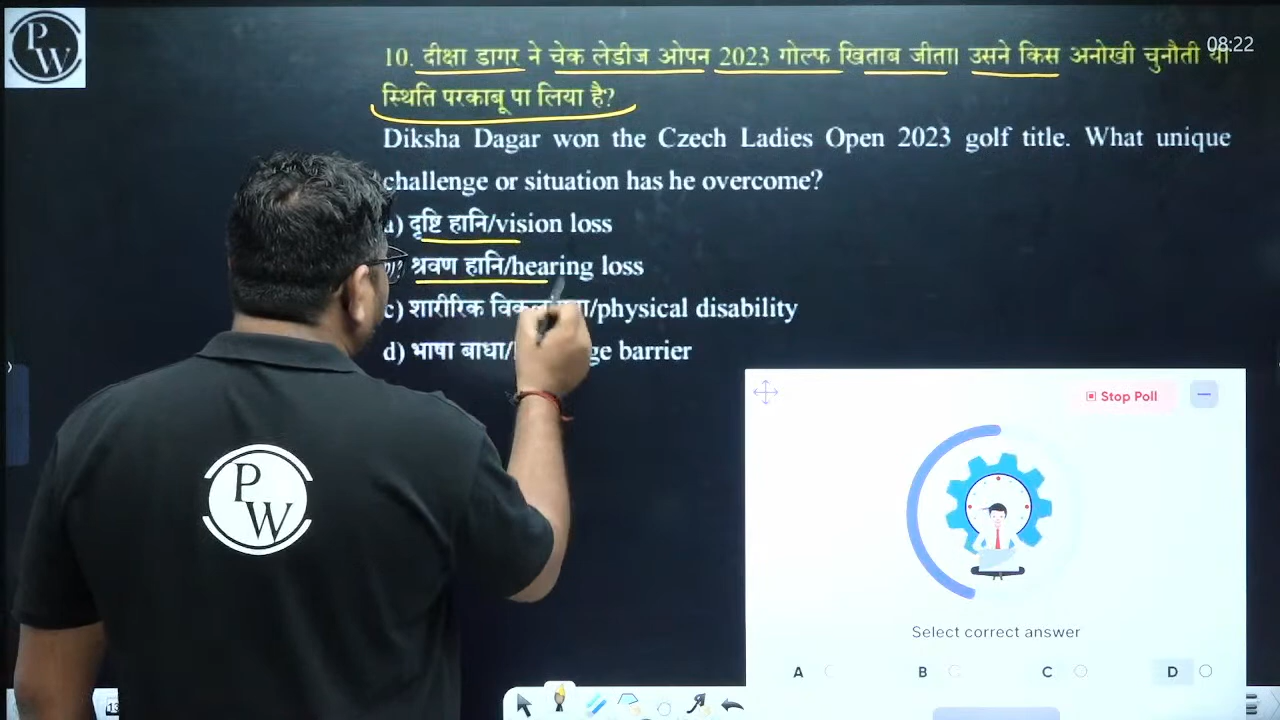 PW
08:22
10. दीक्षा डागर ने चेक लेडीज ओपन 2023 गोल्फ खिताब जीता। उसने किस अनोखी चुनौती या
स्थिति परकाबू पा लिया है?
Diksha Dagar won the Czech Ladies Open 2023 golf title. What unique
challenge or situation has he overcome?
a) दृष्टि हानि/vision loss
श्रवण हानि/hearing loss
c) शारीरिक /physical disability
d) भाषा बाधा/ barrier
Stop Poll
PW
Select correct answer
A B C D